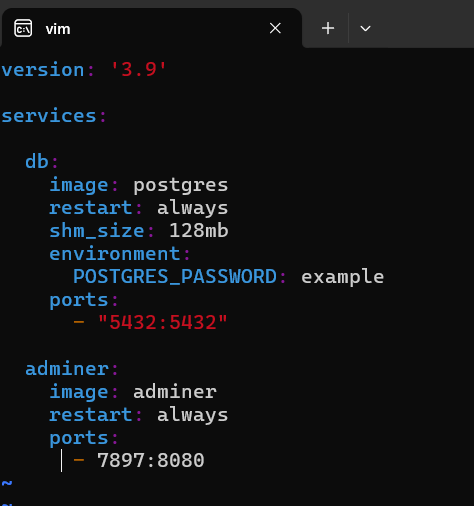 C:\
vim
version: '3.9'
services:
db:
image: postgres
restart: always
shm_size: 128mb
environment:
POSTGRES_PASSWORD: example
ports:
- "5432:5432"
adminer:
image: adminer
restart: always
ports:
- 7897:8080
~
~